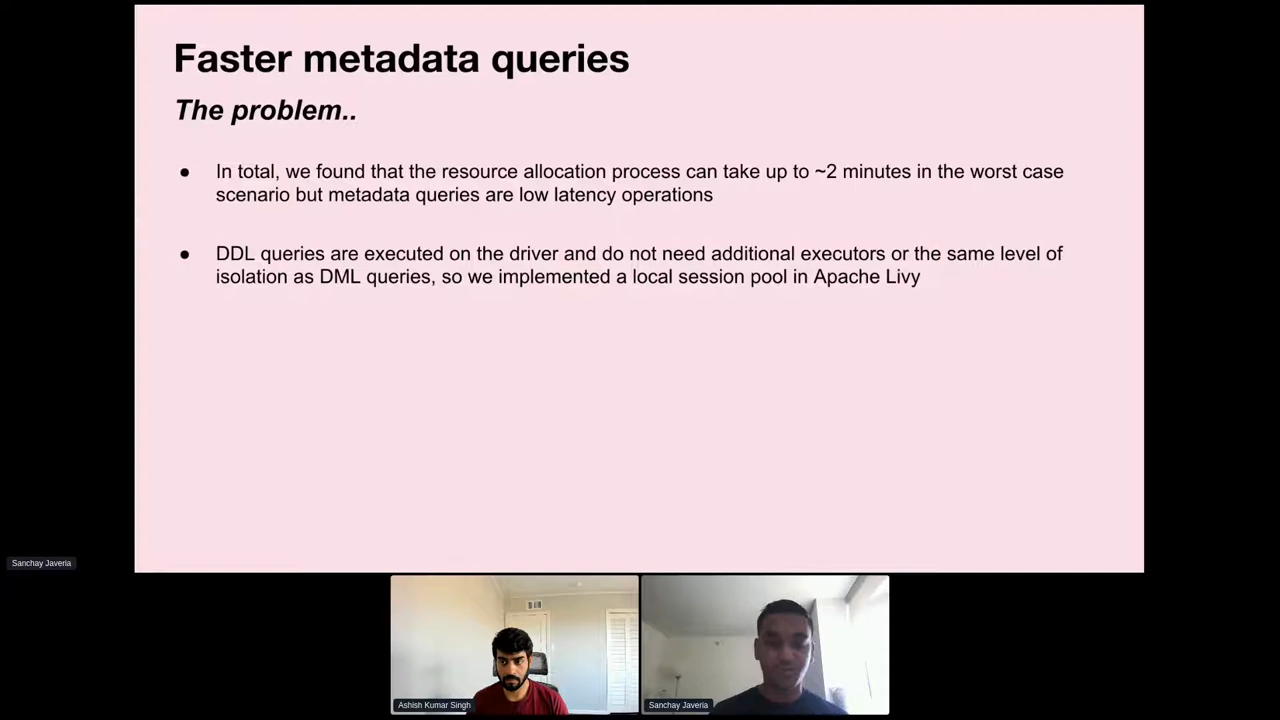 Faster metadata queries
The problem..
● In total, we found that the resource allocation process can take up to ~2 minutes in the worst case
scenario but metadata queries are low latency operations
● DDL queries are executed on the driver and do not need additional executors or the same level of
isolation as DML queries, so we implemented a local session pool in Apache Livy
Sanchay Javeria
Ashish Kumar Singh
Sanchay Javeria